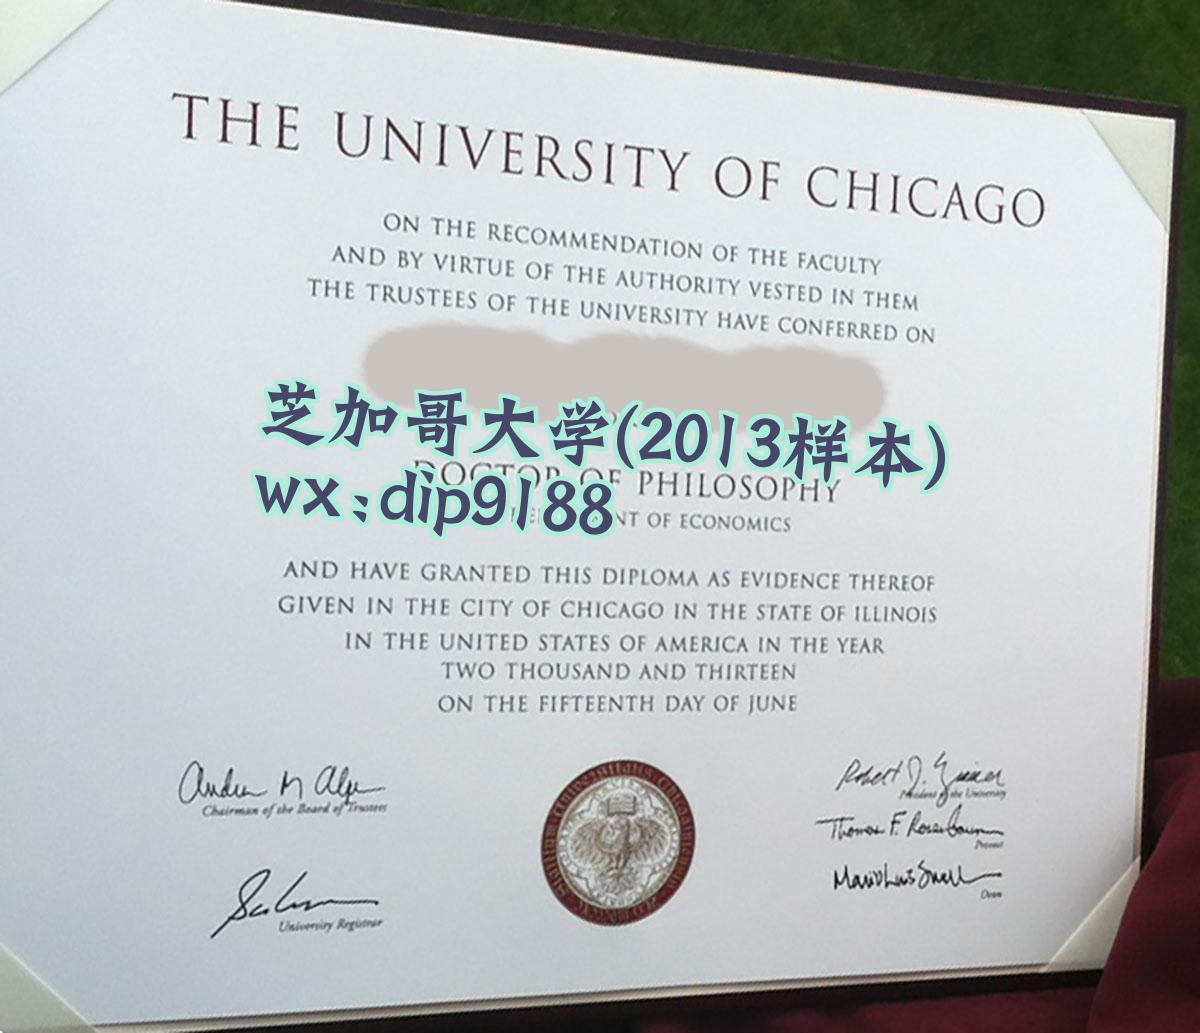 THE UNIVERSITY OF CHICAGO
ON THE RECOMMENDATION OF THE FACULTY
AND BY VIRTUE OF THE AUTHORITY VESTED IN THEM
THE TRUSTEES OF THE UNIVERSITY HAVE CONFERRED ON
芝加哥大学(2013样本)
DOCTOR OF PHILOSOPHY
wx:dip9188
OF ECONOMICS
AND HAVE GRANTED THIS DIPLOMA AS EVIDENCE THEREOF
GIVEN IN THE CITY OF CHICAGO IN THE STATE OF ILLINOIS
IN THE UNITED STATES OF AMERICA IN THE YEAR
TWO THOUSAND AND THIRTEEN
ON THE FIFTEENTH DAY OF JUNE
Chairman of the Board of Trustees
University Registrar
Robert J.
President of the University
Thomas F. Rosenbaum
Provost
Dean